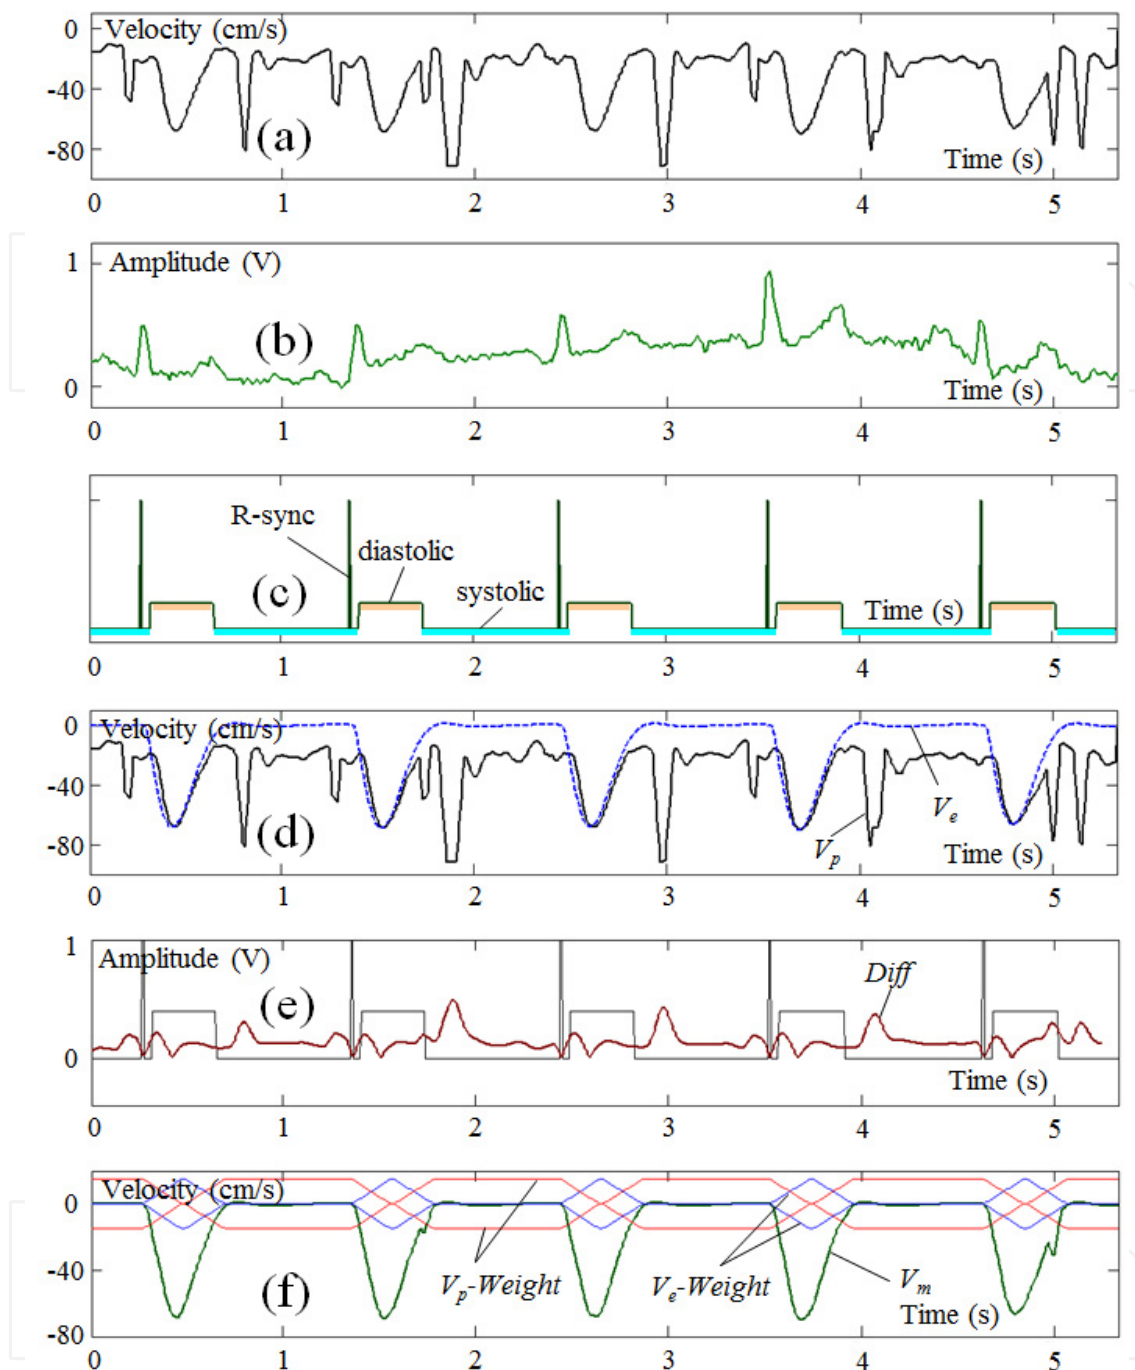 Velocity (cm/s)
0
-40
-80
(a)
Time (s)
0 1 2 3 4 5
Amplitude (V)
1
0
(b)
Time (s)
0 1 2 3 4 5
R-sync
diastolic
systolic
(c)
Time (s)
0 1 2 3 4 5
Velocity (cm/s)
0
-40
-80
(d)
Vp
Ve
Time (s)
0 1 2 3 4 5
1
Amplitude (V)
0
(e)
Diff
Time (s)
0 1 2 3 4 5
Velocity (cm/s)
0
-40
-80
(f)
Vp-Weight
Ve-Weight
Vm
Time (s)
0 1 2 3 4 5